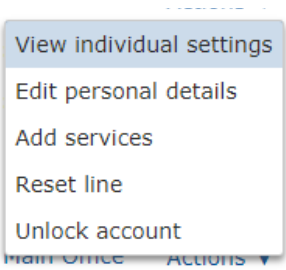 View individual settings
Edit personal details
Add services
Reset line
Unlock account
Main Office Actions ▼